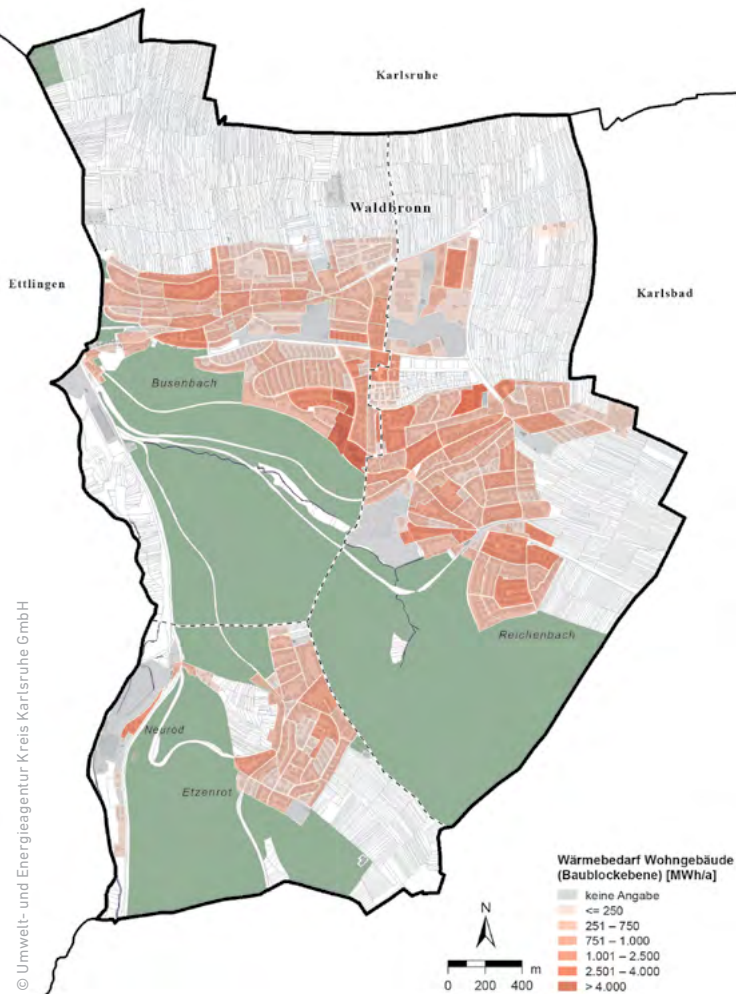 Karlsruhe
Waldbronn
Ettlingen
Karlsbad
Busenbach
Reichenbach
Neurod
Etzenrot
© Umwelt- und Energieagentur Kreis Karlsruhe GmbH
N
0 200 400 m
Wärmebedarf Wohngebäude
(Baublockebene) [MWh/a]
keine Angabe
<= 250
251 – 750
751 – 1.000
1.001 – 2.500
2.501 – 4.000
> 4.000